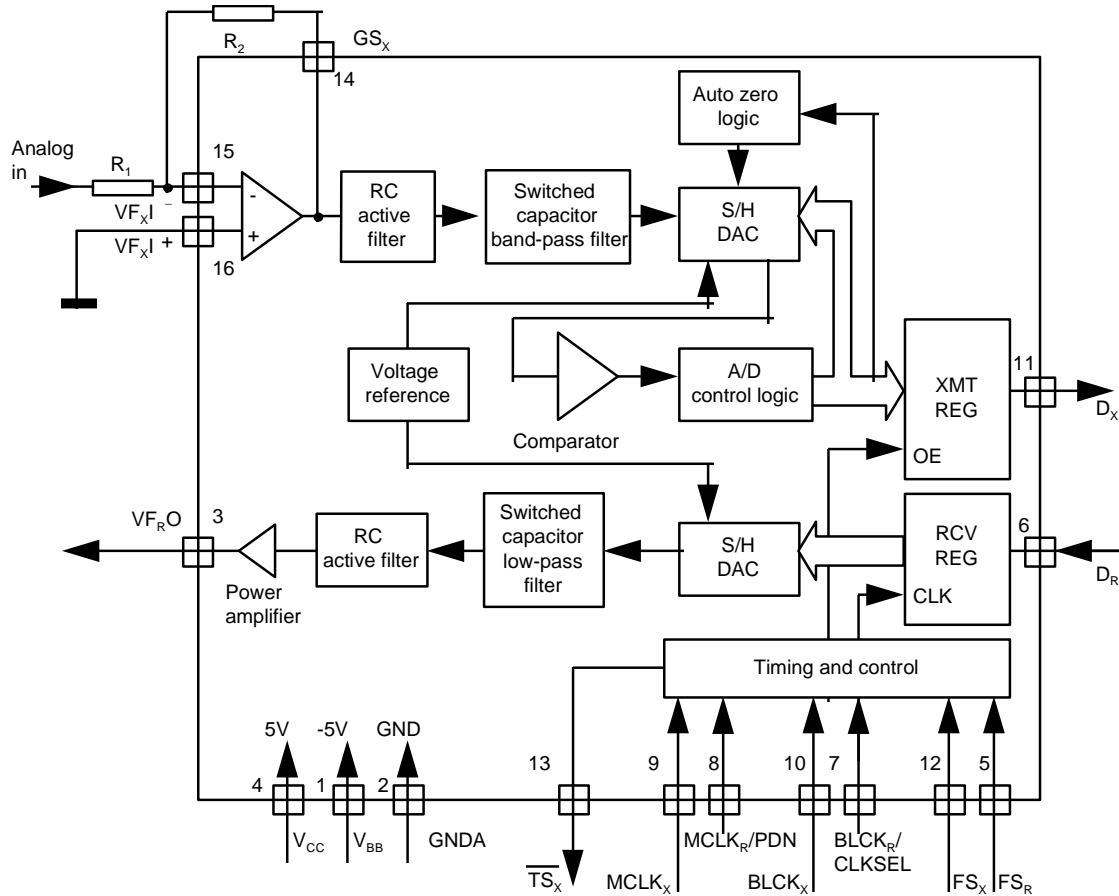 R2
GSX
14
Auto zero
logic
Analog
in
R1
15
VFXI -
VFXI +
16
-
+
RC
active
filter
Switched
capacitor
band-pass filter
S/H
DAC
Voltage
reference
Comparator
A/D
control logic
XMT
REG
OE
11
DX
VFRO
3
Power
amplifier
RC
active filter
Switched
capacitor
low-pass
filter
S/H
DAC
RCV
REG
CLK
6
DR
Timing and control
5V
-5V
GND
4
1
2
13
9
8
10
7
12
5
VCC
VBB
GNDA
TSX
MCLKX
MCLKR/PDN
BLCKX
BLCKR/
CLKSEL
FSX
FSR